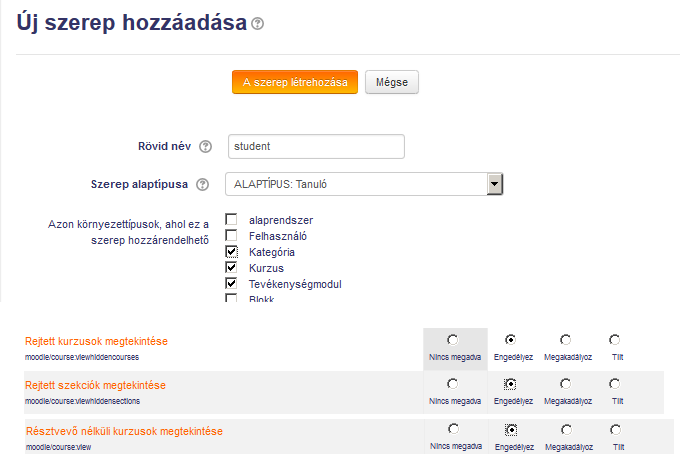 Új szerep hozzáadása
A szerep létrehozása Mégse
Rövid név student
Szerep alaptípusa ALAPTÍPUS: Tanuló
Azon környezettípusok, ahol ez a
szerep hozzárendelhető
alaprendszer
Felhasználó
Kategória
Kurzus
Tevékenységmodul
Blokk
Rejtett kurzusok megtekintése
moodle/course:viewhiddencourses
Nincs megadva Engedélyez Megakadályoz Tilt
Rejtett szekciók megtekintése
moodle/course:viewhiddensections
Nincs megadva Engedélyez Megakadályoz Tilt
Résztvevő nélküli kurzusok megtekintése
moodle/course:view
Nincs megadva Engedélyez Megakadályoz Tilt